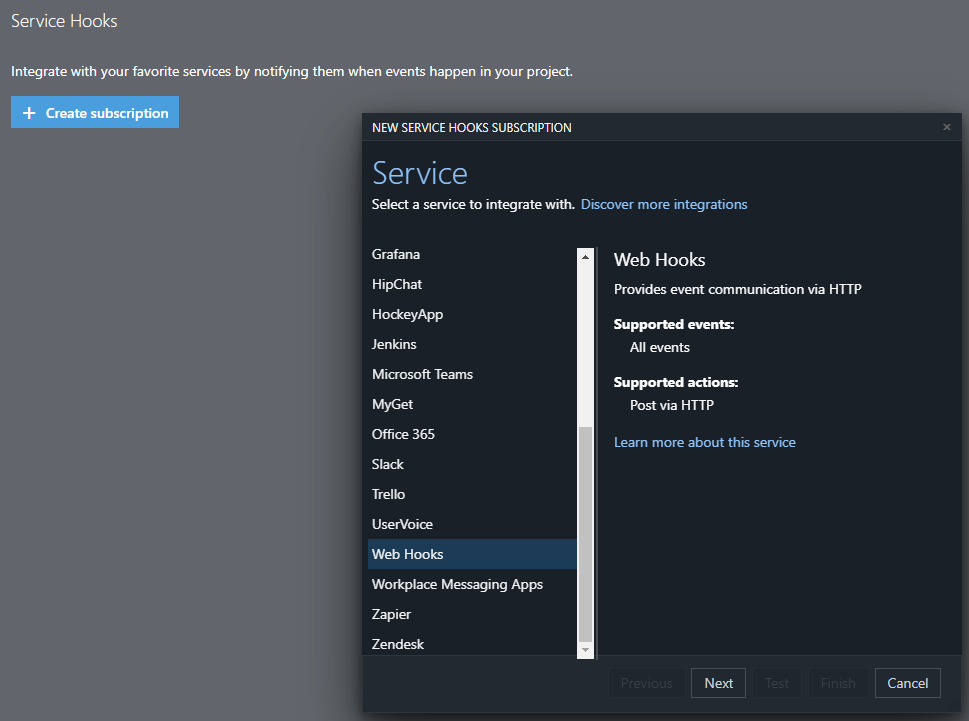 Service Hooks
Integrate with your favorite services by notifying them when events happen in your project.
+ Create subscription
NEW SERVICE HOOKS SUBSCRIPTION
Service
Select a service to integrate with. Discover more integrations
Grafana
HipChat
HockeyApp
Jenkins
Microsoft Teams
MyGet
Office 365
Slack
Trello
UserVoice
Web Hooks
Workplace Messaging Apps
Zapier
Zendesk
Web Hooks
Provides event communication via HTTP
Supported events:
All events
Supported actions:
Post via HTTP
Learn more about this service
Previous Next Test Finish Cancel